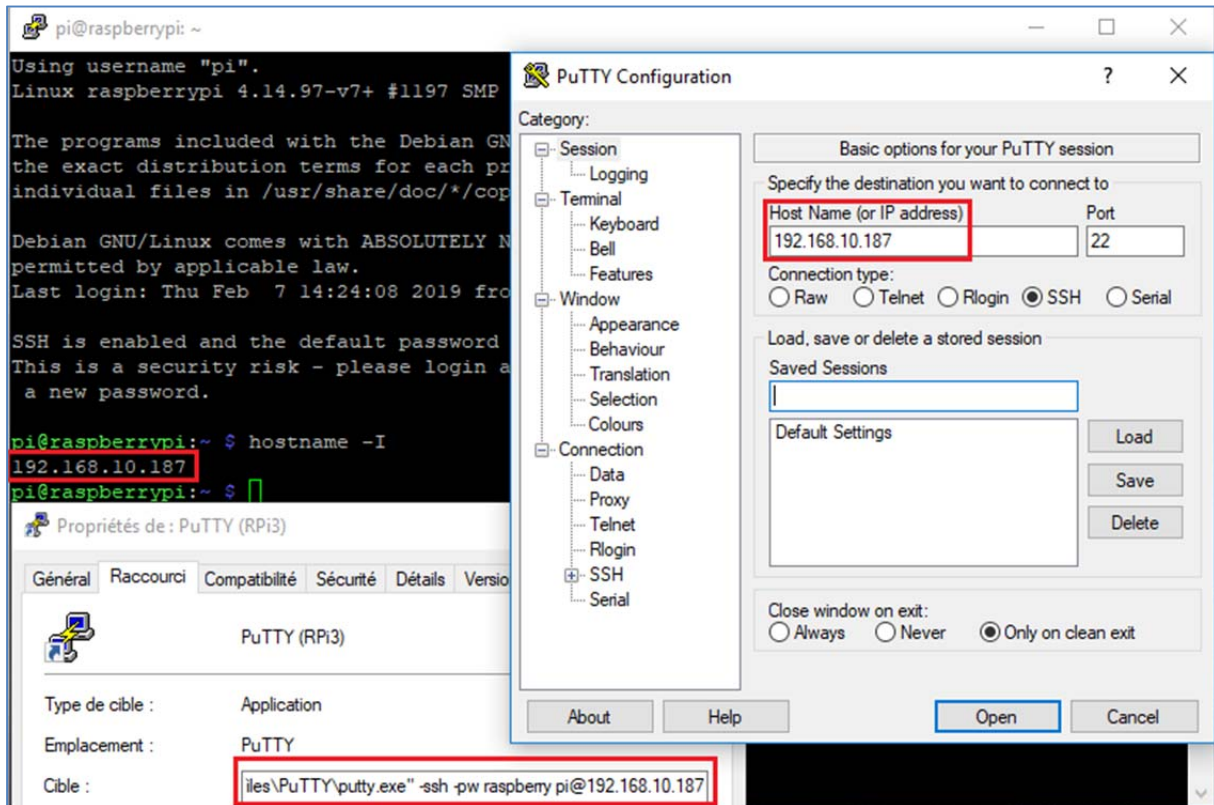 pi@raspberrypi: ~
Using username "pi".
Linux raspberrypi 4.14.97-v7+ #1197 SMP
The programs included with the Debian GN
the exact distribution terms for each pr
individual files in /usr/share/doc/*/cop
Debian GNU/Linux comes with ABSOLUTELY N
permitted by applicable law.
Last login: Thu Feb  7 14:24:08 2019 fro
SSH is enabled and the default password
This is a security risk - please login a
a new password.
pi@raspberrypi:~ $ hostname -I
192.168.10.187
pi@raspberrypi:~ $
Propriétés de : PuTTY (RPi3)
Général Raccourci Compatibilité Sécurité Détails Versio
PuTTY (RPi3)
Type de cible : Application
Emplacement : PuTTY
Cible : iles\PuTTY\putty.exe" -ssh -pw raspberry pi@192.168.10.187
PuTTY Configuration ?
Category:
Session
Logging
Terminal
Keyboard
Bell
Features
Window
Appearance
Behaviour
Translation
Selection
Colours
Connection
Data
Proxy
Telnet
Rlogin
SSH
Serial
Basic options for your PuTTY session
Specify the destination you want to connect to
Host Name (or IP address) Port
192.168.10.187 22
Connection type:
Raw Telnet Rlogin SSH Serial
Load, save or delete a stored session
Saved Sessions
Default Settings
Load
Save
Delete
Close window on exit:
Always Never Only on clean exit
About Help Open Cancel